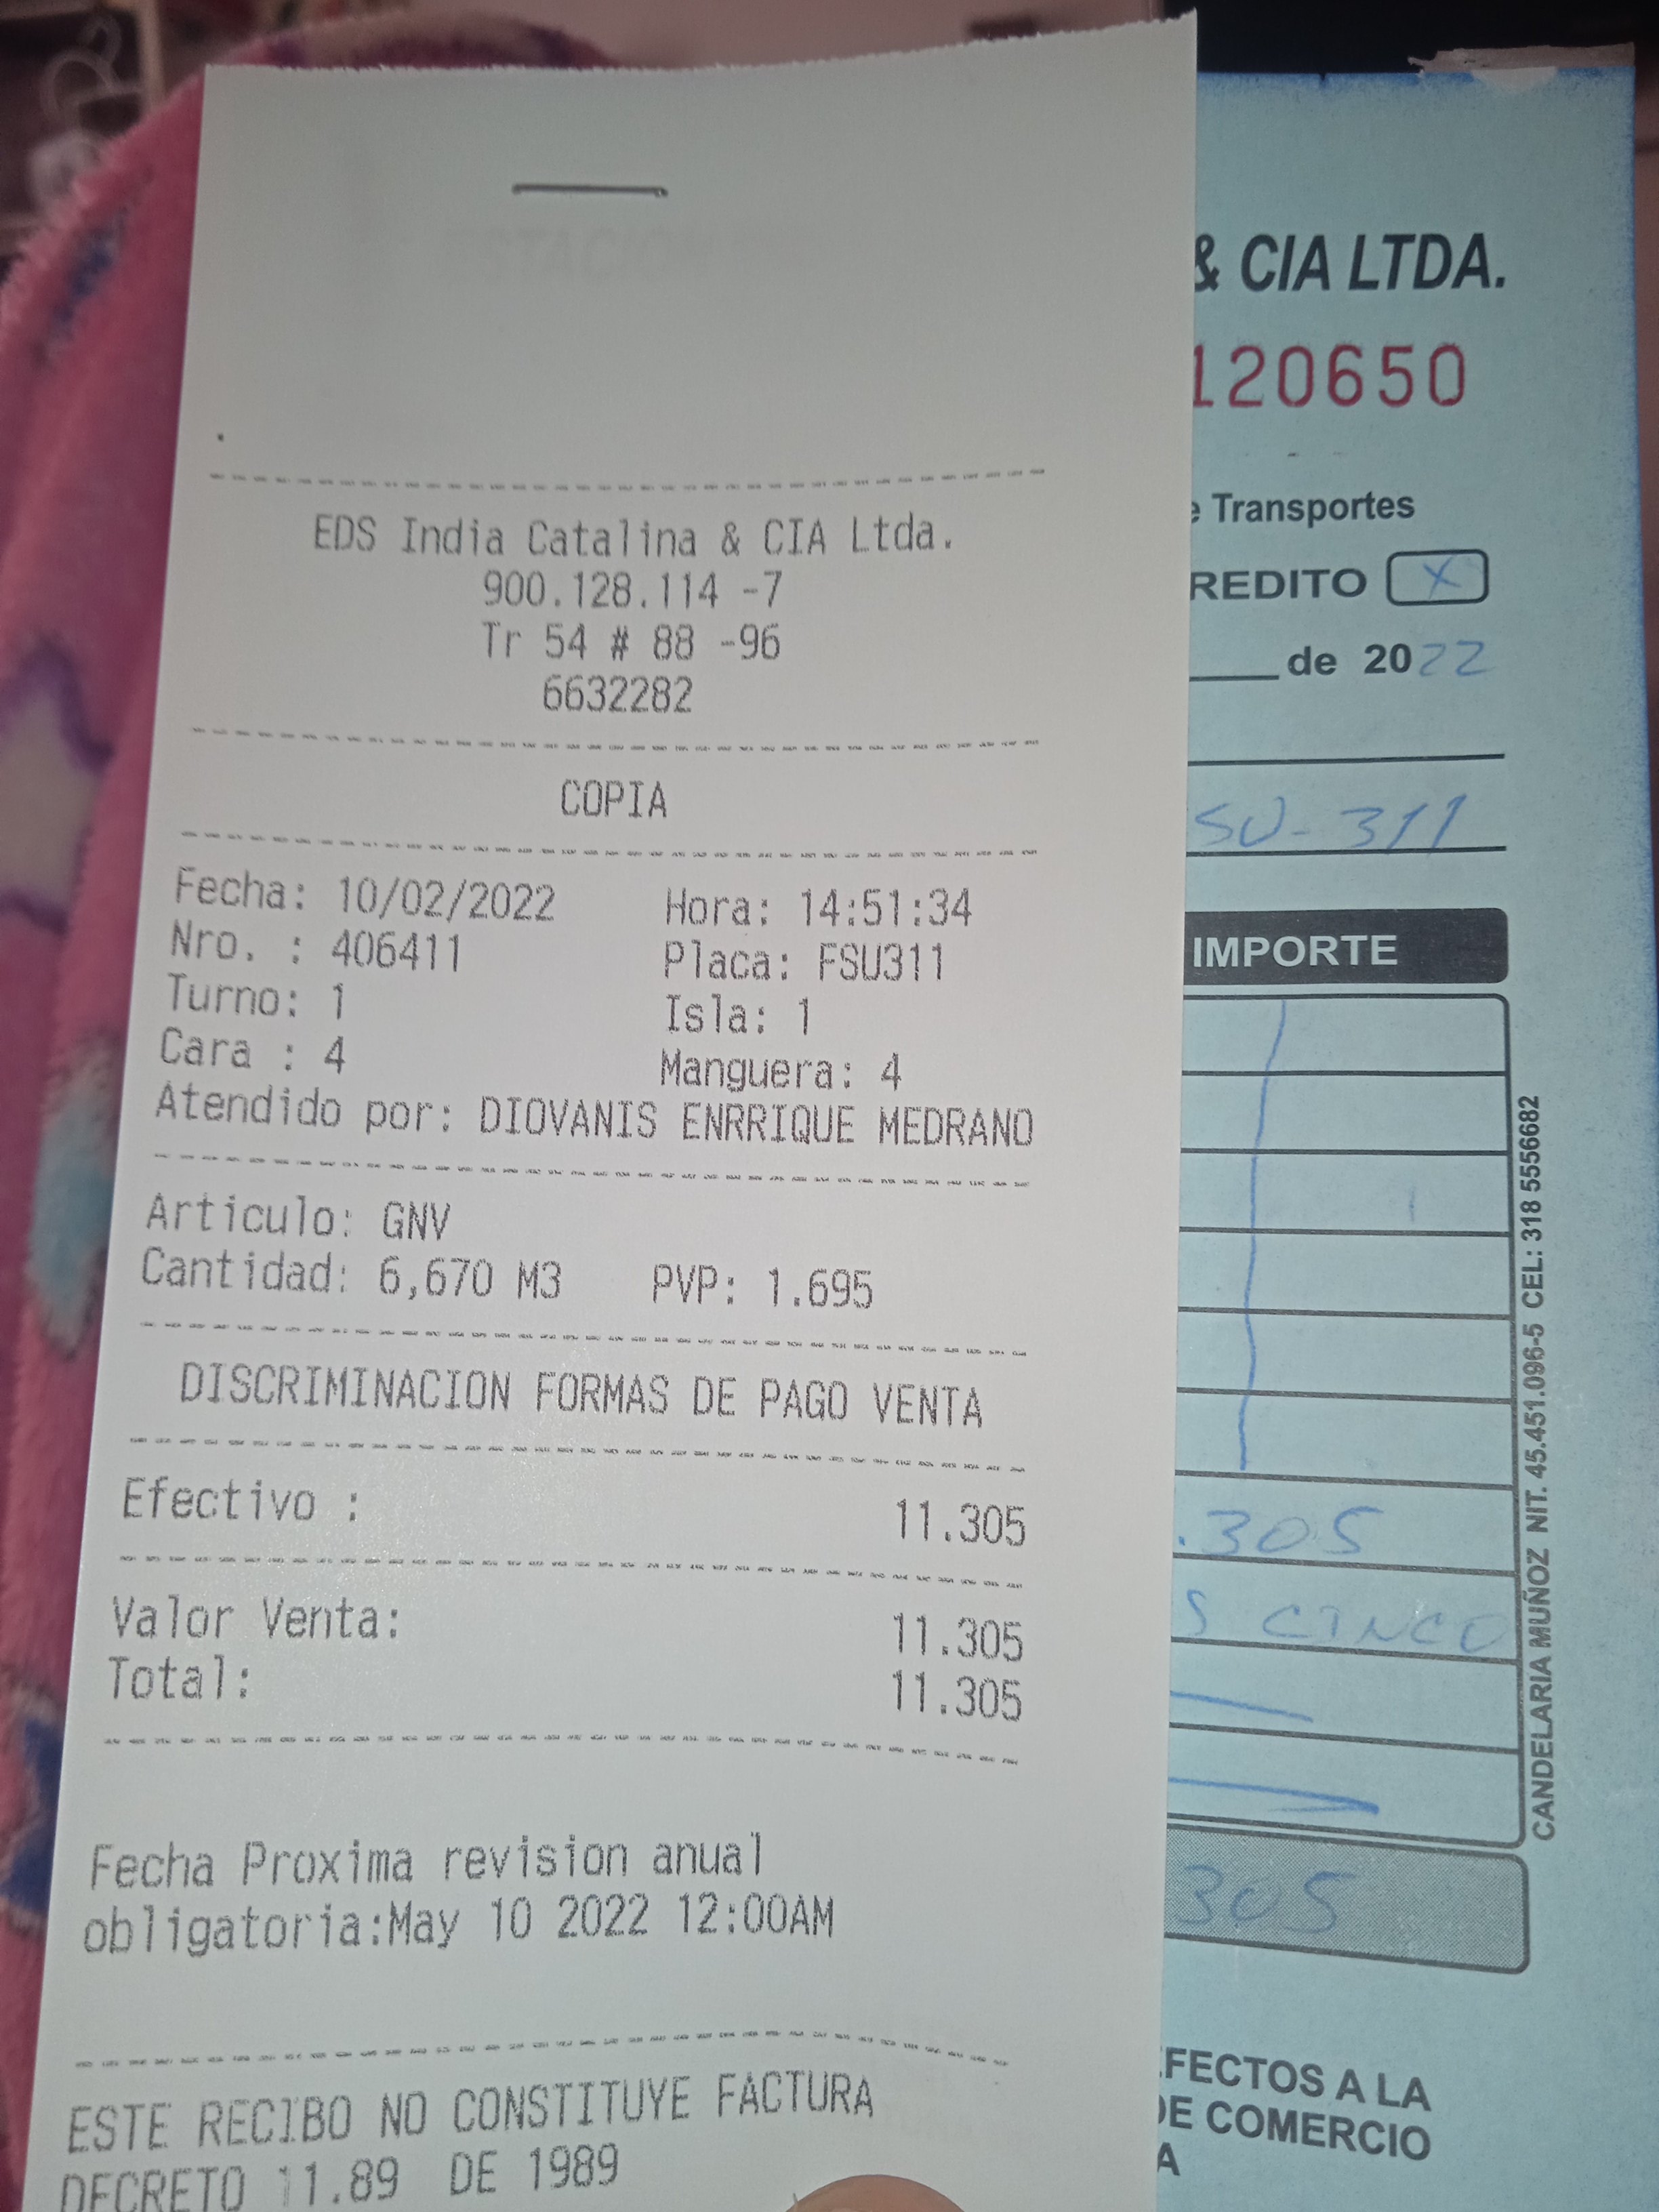 EDS India Catalina & CIA Ltda.
900.128.114 -7
Tr 54 # 88 -96
6632282
COPIA
Fecha: 10/02/2022 Hora: 14:51:34
Nro. : 406411 Placa: FSU311
Turno: 1 Isla: 1
Cara : 4 Manguera: 4
Atendido por: DIOVANIS ENRRIQUE MEDRANO
Articulo: GNV
Cantidad: 6,670 M3 PVP: 1.695
DISCRIMINACION FORMAS DE PAGO VENTA
Efectivo : 11.305
Valor Venta: 11.305
Total: 11.305
Fecha Proxima revision anual
obligatoria:May 10 2022 12:00AM
ESTE RECIBO NO CONSTITUYE FACTURA
DECRETO 11.89 DE 1989
& CIA LTDA.
120650
e Transportes
REDITO X
de 2022
SU-311
IMPORTE
.305
S CINCO
305
FECTOS A LA
DE COMERCIO
A
CANDELARIA MUÑOZ NIT. 45.451.096-5 CEL: 318 5556682